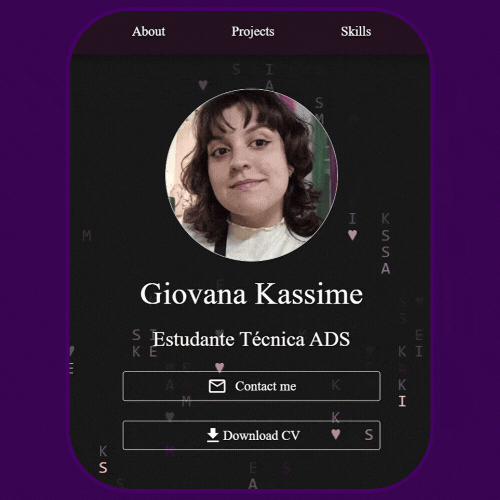 About Projects Skills
Giovana Kassime
Estudante Técnica ADS
Contact me
Download CV